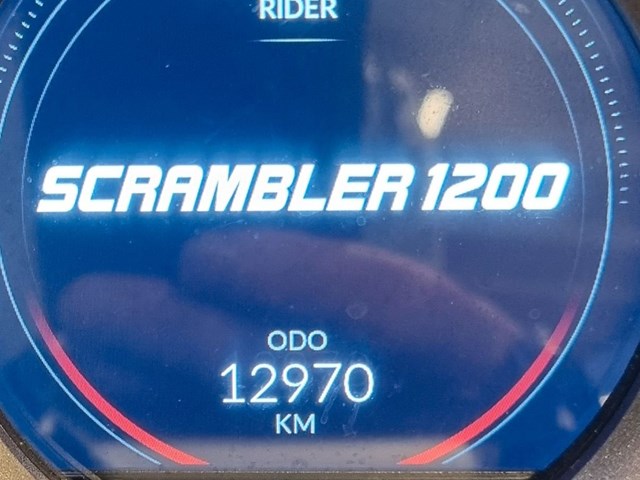 RIDER
SCRAMBLER 1200
ODO
12970
KM